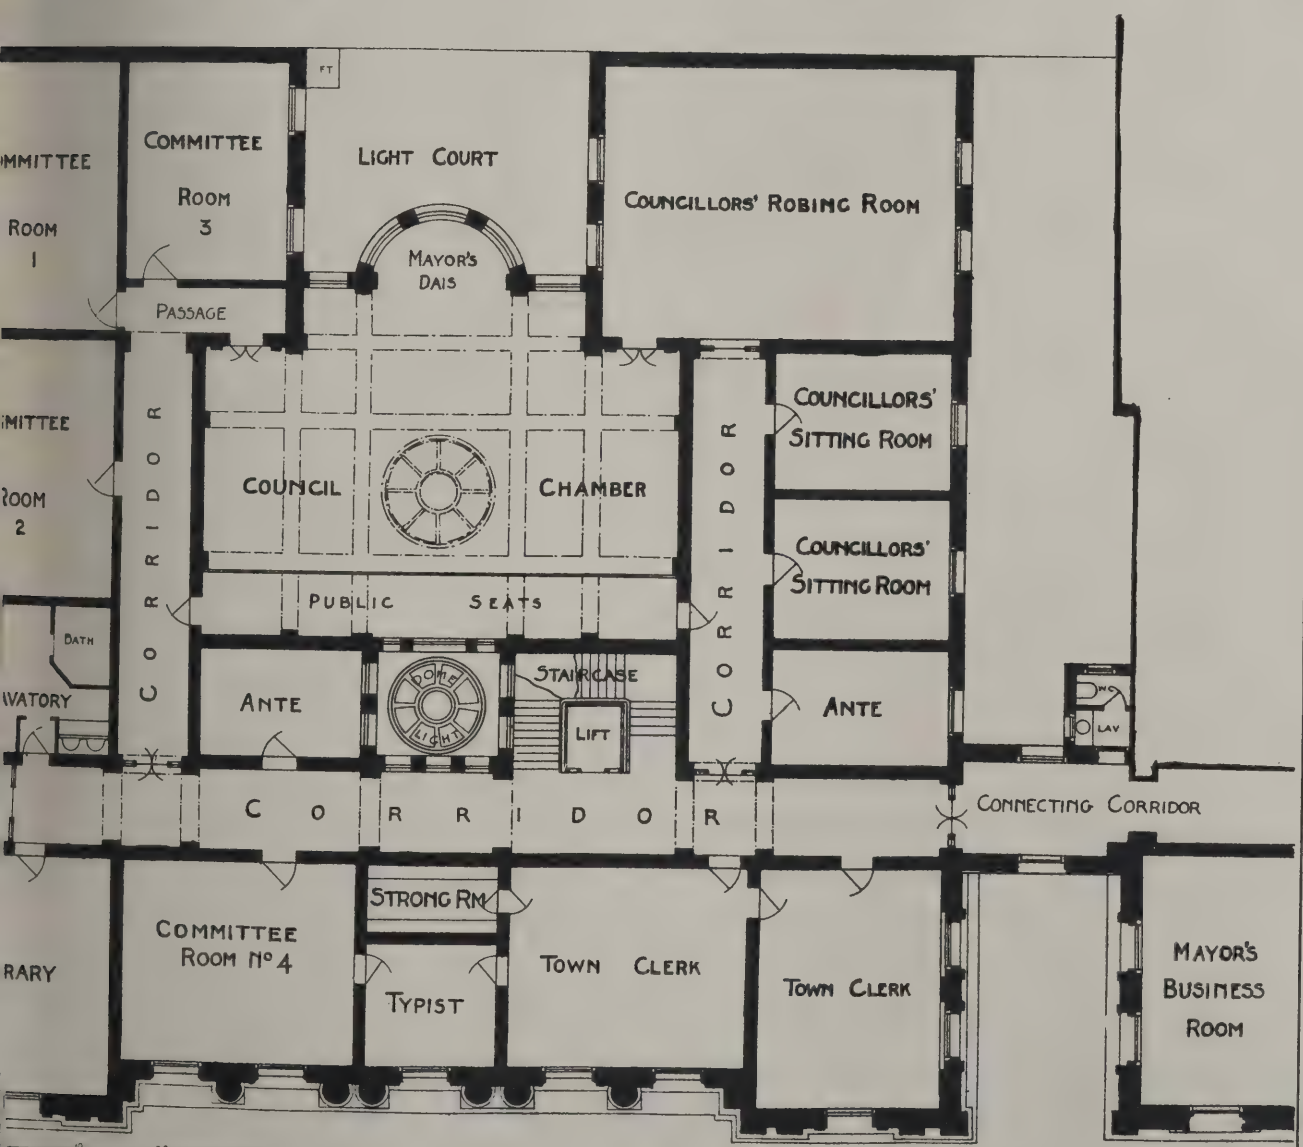 FT
COMMITTEE
ROOM
3
LIGHT COURT
COUNCILLORS' ROBING ROOM
MMITTEE
ROOM
1
MAYOR'S
DAIS
PASSAGE
MITTEE
ROOM
2
CORRIDOR
COUNCIL CHAMBER
CORRIDOR
COUNCILLORS'
SITTING ROOM
COUNCILLORS'
SITTING ROOM
PUBLIC SEATS
BATH
AVATORY
ANTE
DOME
LIGHT
STAIRCASE
LIFT
ANTE
WC
LAV
CORRIDOR
CONNECTING CORRIDOR
RARY
COMMITTEE
ROOM No 4
STRONG RM
TYPIST
TOWN CLERK
TOWN CLERK
MAYOR'S
BUSINESS
ROOM